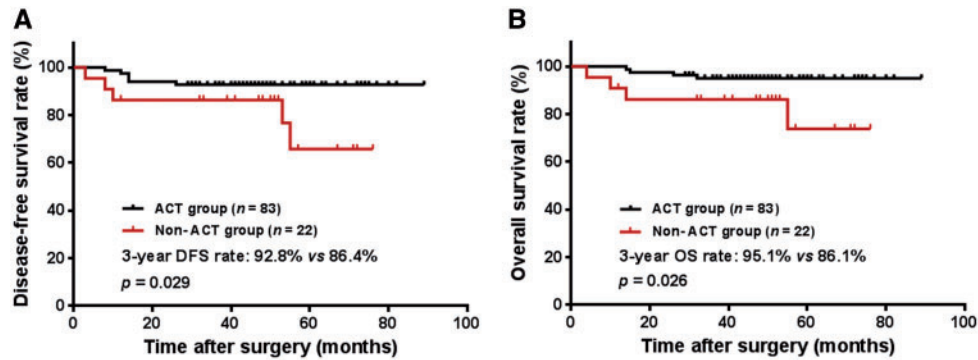 A
Disease-free survival rate (%)
100
80
60
40
20
0
ACT group (n = 83)
Non-ACT group (n = 22)
3-year DFS rate: 92.8% vs 86.4%
p = 0.029
0 20 40 60 80 100
Time after surgery (months)
B
Overall survival rate (%)
100
80
60
40
20
0
ACT group (n = 83)
Non-ACT group (n = 22)
3-year OS rate: 95.1% vs 86.1%
p = 0.026
0 20 40 60 80 100
Time after surgery (months)